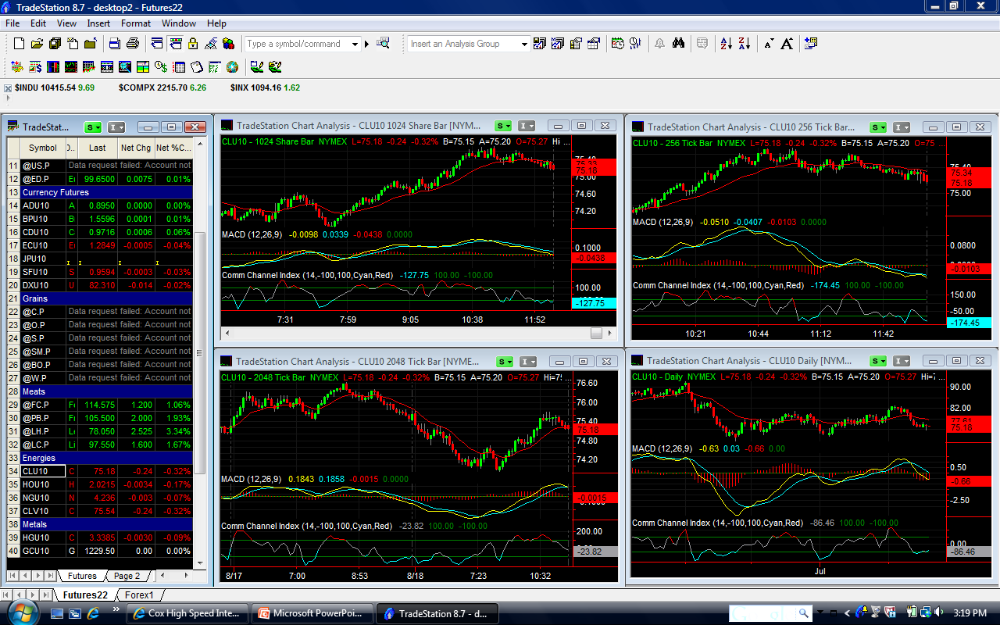 TradeStation 8.7 - desktop2 - Futures22
File Edit View Insert Format Window Help
Type a symbol/command
Insert an Analysis Group
$INDU 10415.54 9.69 $COMPX 2215.70 6.26 $INX 1094.16 1.62
TradeStat... S I
Symbol Last Net Chg Net %C...
11 @US.P Data request failed: Account not
12 @ED.P 99.6500 0.0075 0.01%
13 Currency Futures
14 ADU10 A 0.8950 0.0000 0.00%
15 BPU10 B 1.5596 0.0001 0.01%
16 CDU10 C 0.9716 0.0006 0.06%
17 ECU10 1.2849 -0.0005 -0.04%
18 JPU10
19 SFU10 S 0.9594 -0.0003 -0.03%
20 DXU10 U 82.310 -0.014 -0.02%
21 Grains
22 @C.P Data request failed: Account not
23 @O.P Data request failed: Account not
24 @S.P Data request failed: Account not
25 @SM.P Data request failed: Account not
26 @BO.P Data request failed: Account not
27 @W.P Data request failed: Account not
28 Meats
29 @FC.P 114.575 1.200 1.06%
30 @PB.P 105.500 2.000 1.93%
31 @LH.P 78.050 2.525 3.34%
32 @LC.P Li 97.550 1.600 1.67%
33 Energies
34 CLU10 C 75.18 -0.24 -0.32%
35 HOU10 H 2.0215 -0.0034 -0.17%
36 NGU10 N 4.236 -0.003 -0.07%
37 CLV10 C 75.54 -0.24 -0.32%
38 Metals
39 HGU10 C 3.3365 -0.0030 -0.09%
40 GCU10 G 1229.50 0.00 0.00%
Futures Page 2
TradeStation Chart Analysis - CLU10 1024 Share Bar [NYM... S I
CLU10 - 1024 Share Bar NYMEX L=75.18 -0.24 -0.32% B=75.15 A=75.20 O=75.27 Hi ...
75.18
75.00
74.60
74.20
MACD (12,26,9) -0.0098 0.0339 -0.0438 0.0000
0.1000
-0.0438
Comm Channel Index (14,-100,100,Cyan,Red) -127.75 100.00 -100.00
100.00
-127.75
7:31 7:59 9:05 10:38 11:52
TradeStation Chart Analysis - CLU10 256 Tick Bar... S I
CLU10 - 256 Tick Bar NYMEX L=75.18 -0.24 -0.32% B=75.15 A=75.20 O=75 ...
75.34
75.18
75.00
MACD (12,26,9) -0.0510 -0.0407 -0.0103 0.0000
0.0800
-0.0103
Comm Channel Index (14,-100,100,Cyan,Red) -174.45 100.00 -100.00
150.00
-50.00
-174.45
10:21 10:44 11:12 11:42
TradeStation Chart Analysis - CLU10 2048 Tick Bar [NYME... S I
CLU10 - 2048 Tick Bar NYMEX L=75.18 -0.24 -0.32% B=75.15 A=75.20 O=75.27 Hi=7 ...
76.60
76.00
75.40
75.18
74.80
74.20
MACD (12,26,9) 0.1843 0.1858 -0.0015 0.0000
-0.0015
Comm Channel Index (14,-100,100,Cyan,Red) -23.82 100.00 -100.00
200.00
-23.82
8/17 7:00 8:53 8/18 7:23 10:32
TradeStation Chart Analysis - CLU10 Daily [NYM... S I
CLU10 - Daily NYMEX L=75.18 -0.24 -0.32% B=75.15 A=75.20 O=75.27 Hi=7 ...
90.00
82.00
77.61
75.18
MACD (12,26,9) -0.63 0.03 -0.66 0.00
0.50
-0.66
-2.50
Comm Channel Index (14,-100,100,Cyan,Red) -86.46 100.00 -100.00
0.00
-86.46
Jul
Futures22 Forex1
Cox High Speed Inte... Microsoft PowerPoi... TradeStation 8.7 - d...
3:19 PM